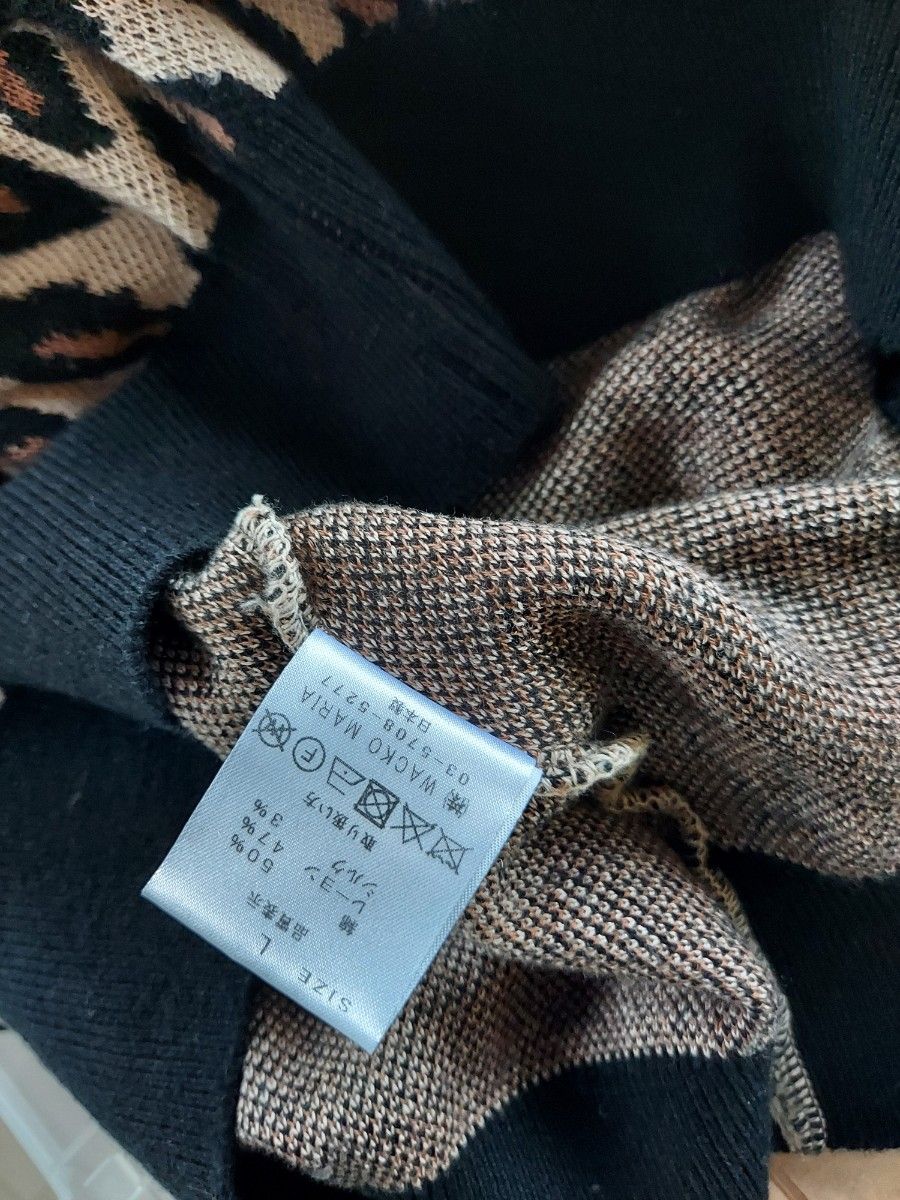 SIZE L
品質表示
綿 50%
レーヨン 47%
シルク 3%
取り扱い方
F
㈱ WACKO MARIA
03-5708-5277
日本製